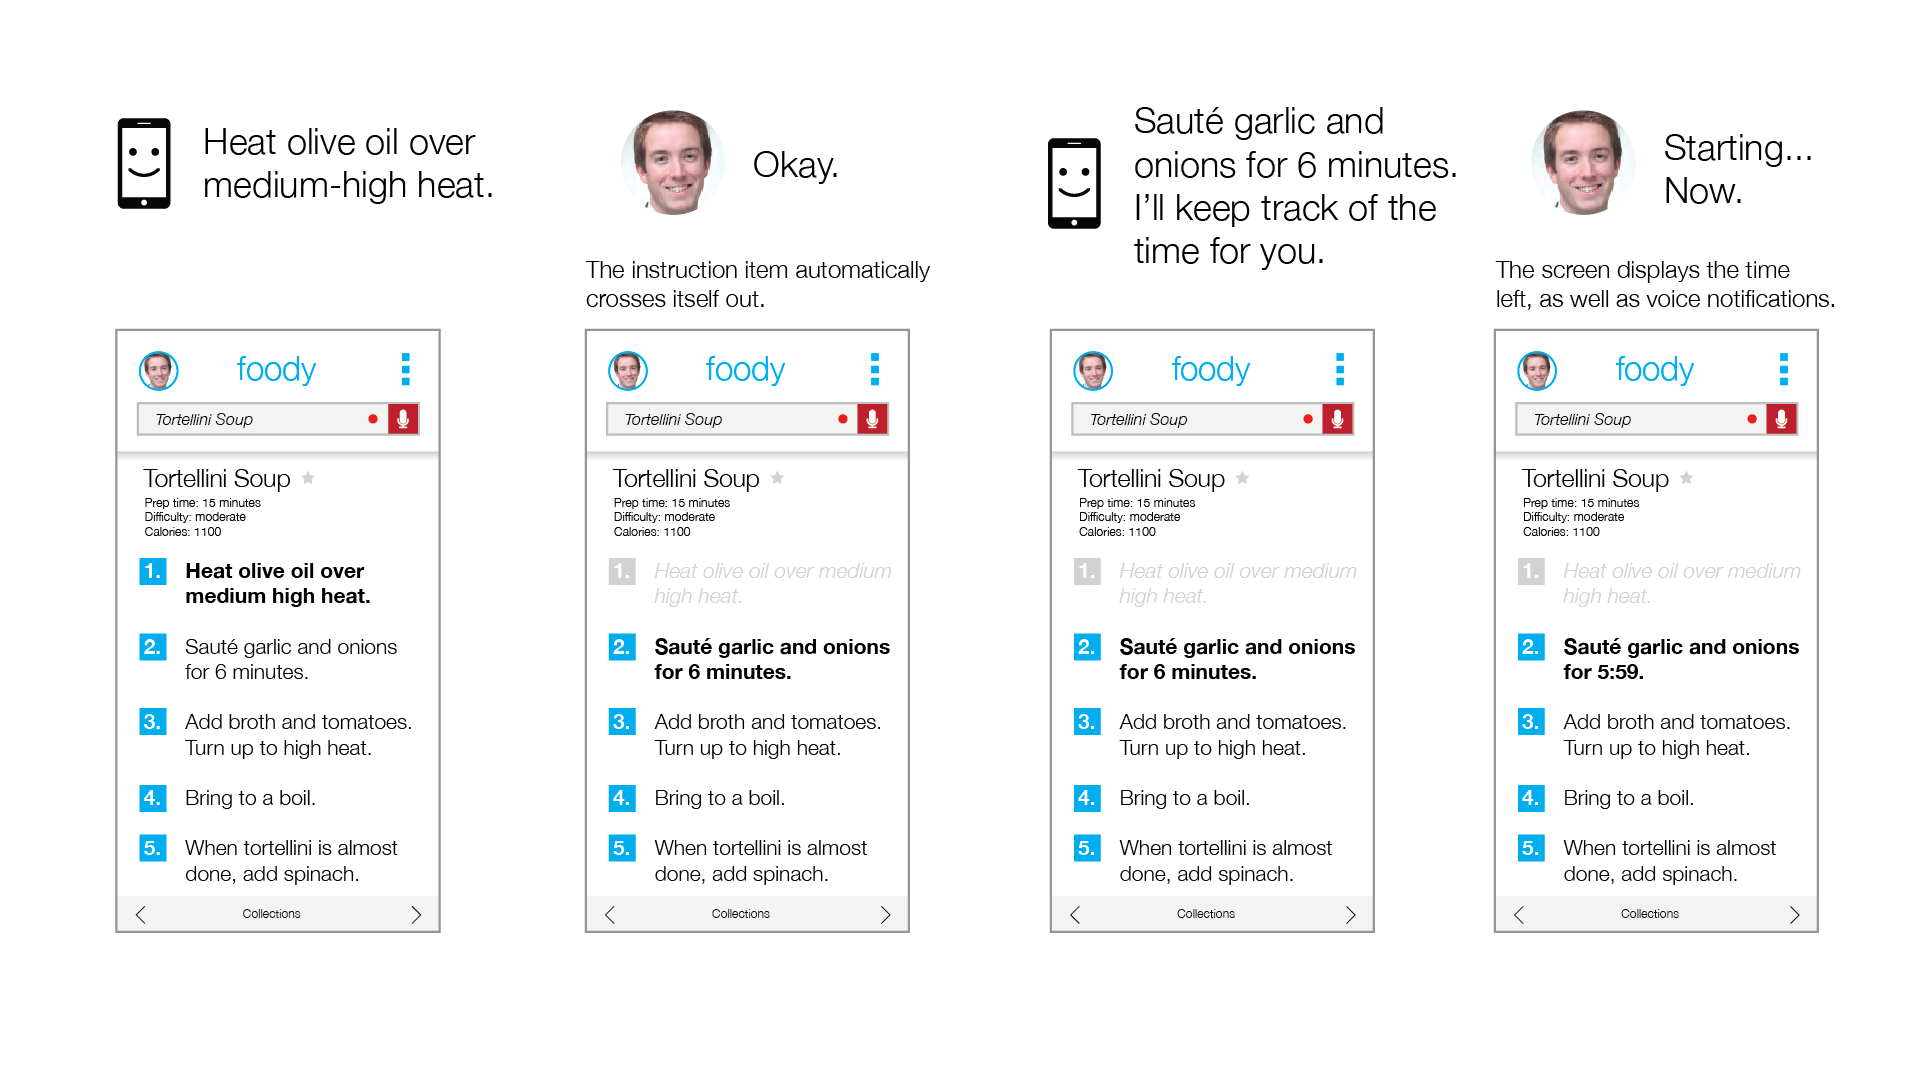 Heat olive oil over
medium-high heat.
Okay.
Sauté garlic and
onions for 6 minutes.
I'll keep track of the
time for you.
Starting...
Now.
The instruction item automatically
crosses itself out.
The screen displays the time
left, as well as voice notifications.
foody
Tortellini Soup
Tortellini Soup
Prep time: 15 minutes
Difficulty: moderate
Calories: 1100
1. Heat olive oil over
medium high heat.
2. Sauté garlic and onions
for 6 minutes.
3. Add broth and tomatoes.
Turn up to high heat.
4. Bring to a boil.
5. When tortellini is almost
done, add spinach.
Collections
foody
Tortellini Soup
Tortellini Soup
Prep time: 15 minutes
Difficulty: moderate
Calories: 1100
1. Heat olive oil over medium
high heat.
2. Sauté garlic and onions
for 6 minutes.
3. Add broth and tomatoes.
Turn up to high heat.
4. Bring to a boil.
5. When tortellini is almost
done, add spinach.
Collections
foody
Tortellini Soup
Tortellini Soup
Prep time: 15 minutes
Difficulty: moderate
Calories: 1100
1. Heat olive oil over medium
high heat.
2. Sauté garlic and onions
for 6 minutes.
3. Add broth and tomatoes.
Turn up to high heat.
4. Bring to a boil.
5. When tortellini is almost
done, add spinach.
Collections
foody
Tortellini Soup
Tortellini Soup
Prep time: 15 minutes
Difficulty: moderate
Calories: 1100
1. Heat olive oil over medium
high heat.
2. Sauté garlic and onions
for 5:59.
3. Add broth and tomatoes.
Turn up to high heat.
4. Bring to a boil.
5. When tortellini is almost
done, add spinach.
Collections